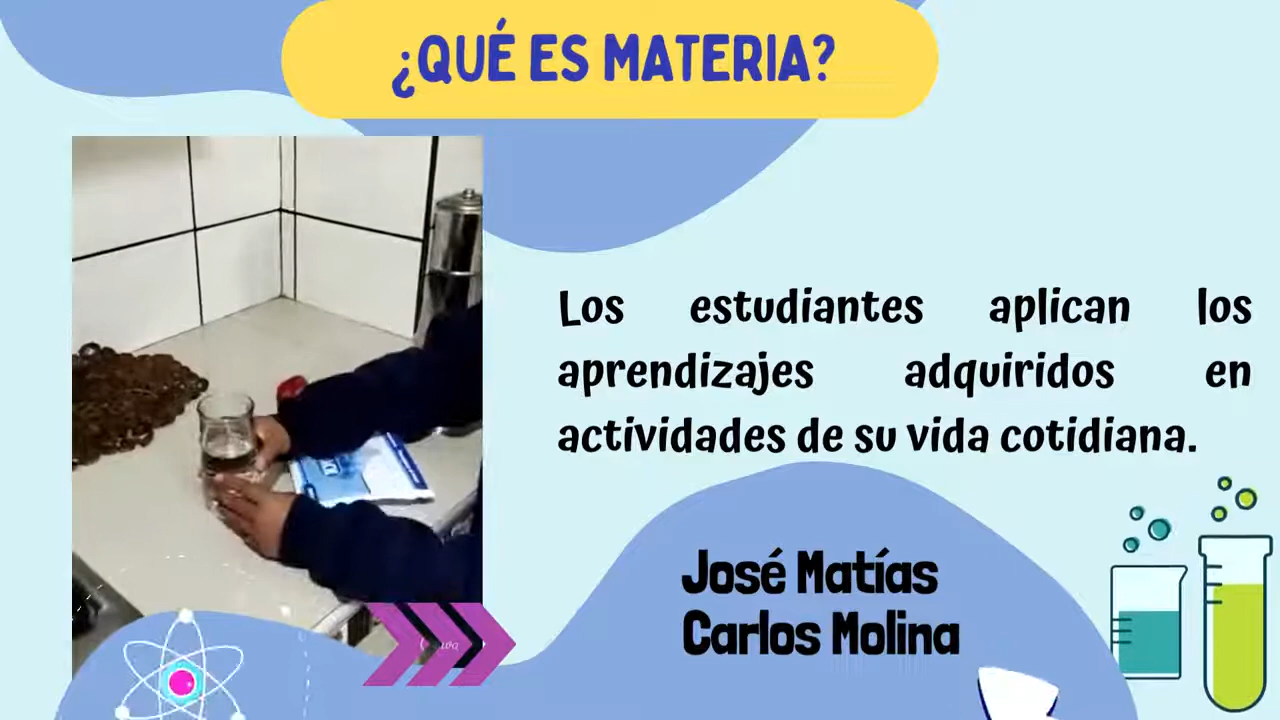 ¿QUÉ ES MATERIA?
Los estudiantes aplican los
aprendizajes adquiridos en
actividades de su vida cotidiana.
José Matías
Carlos Molina